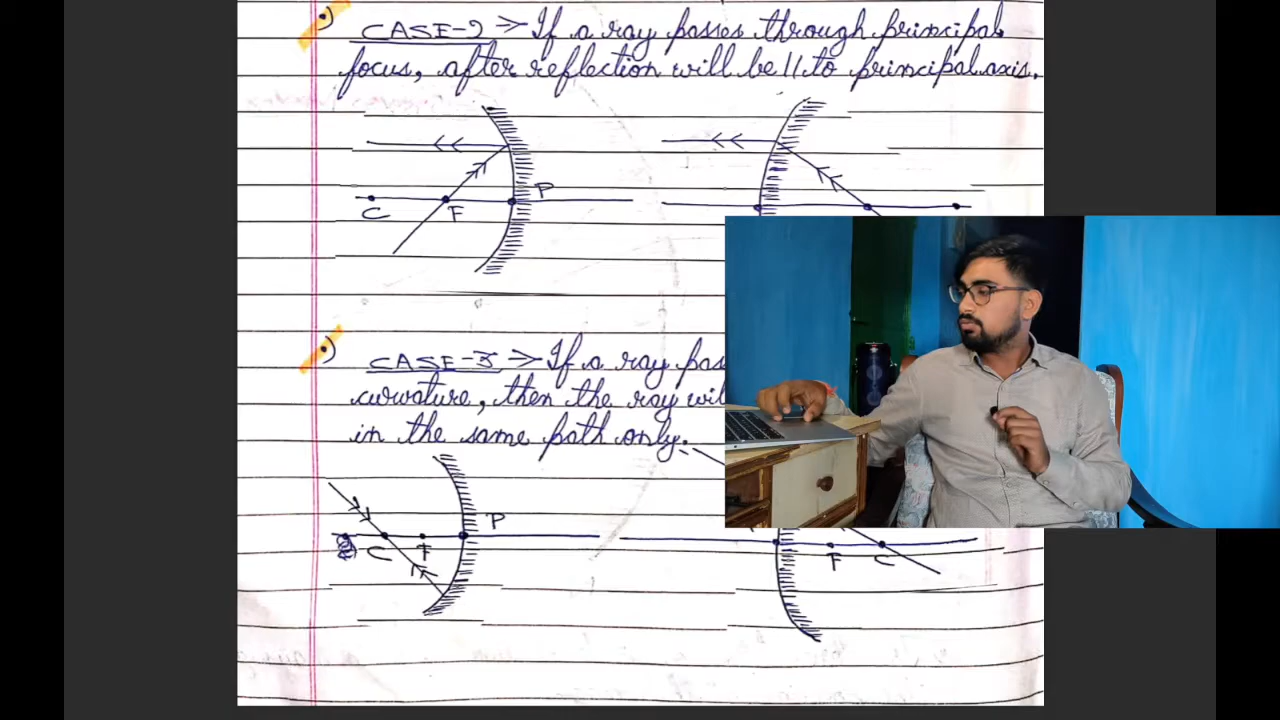 CASE-2 => If a ray passes through principal
focus, after reflection will be // to principal axis.
C F P
CASE-3 => If a ray pas
curvature, then the ray wil
in the same path only.
C F P
F C